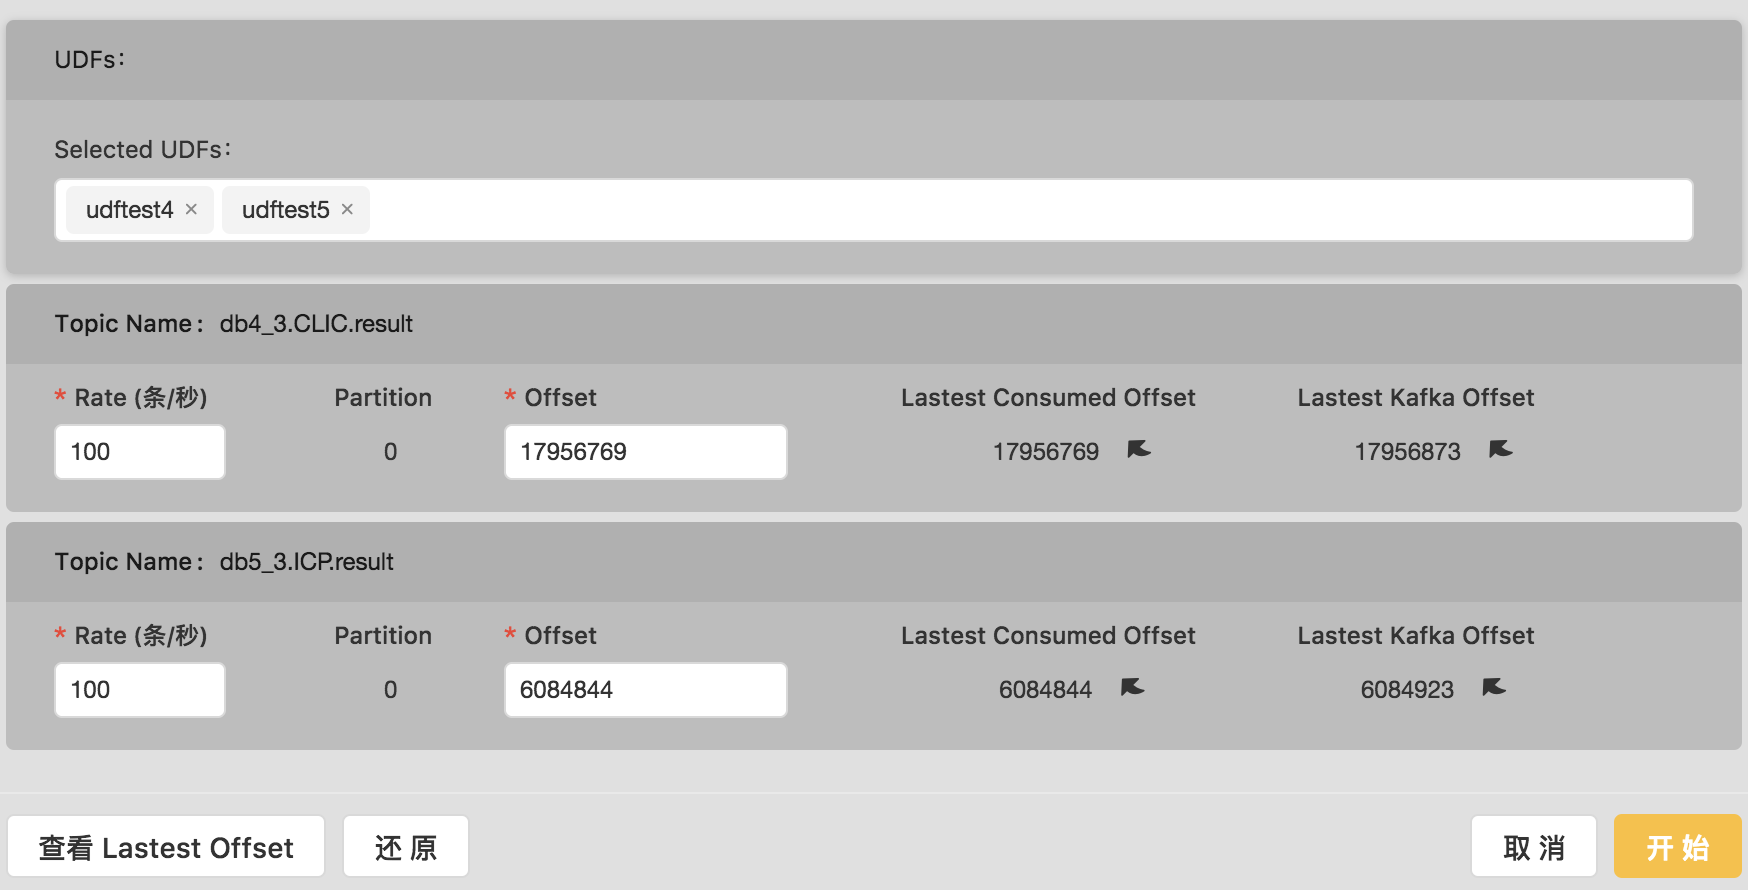 UDFs：
Selected UDFs：
udftest4 × udftest5 ×
Topic Name： db4_3.CLIC.result
* Rate (条/秒) Partition * Offset Lastest Consumed Offset Lastest Kafka Offset
100 0 17956769 17956769 17956873
Topic Name： db5_3.ICP.result
* Rate (条/秒) Partition * Offset Lastest Consumed Offset Lastest Kafka Offset
100 0 6084844 6084844 6084923
查看 Lastest Offset 还 原 取 消 开 始